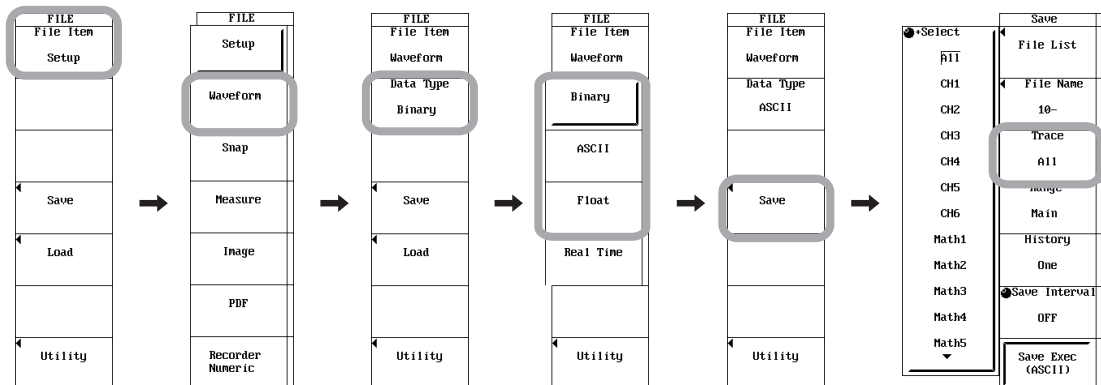 FILE
File Item
Setup
Save
Load
Utility
FILE
Setup
Waveform
Snap
Measure
Image
PDF
Recorder
Numeric
FILE
File Item
Waveform
Data Type
Binary
Save
Load
Utility
FILE
File Item
Waveform
Binary
ASCII
Float
Real Time
Utility
FILE
File Item
Waveform
Data Type
ASCII
Save
Utility
+Select
All
CH1
CH2
CH3
CH4
CH5
CH6
Math1
Math2
Math3
Math4
Math5
Save
File List
File Name
10-
Trace
All
Range
Main
History
One
Save Interval
OFF
Save Exec
(ASCII)